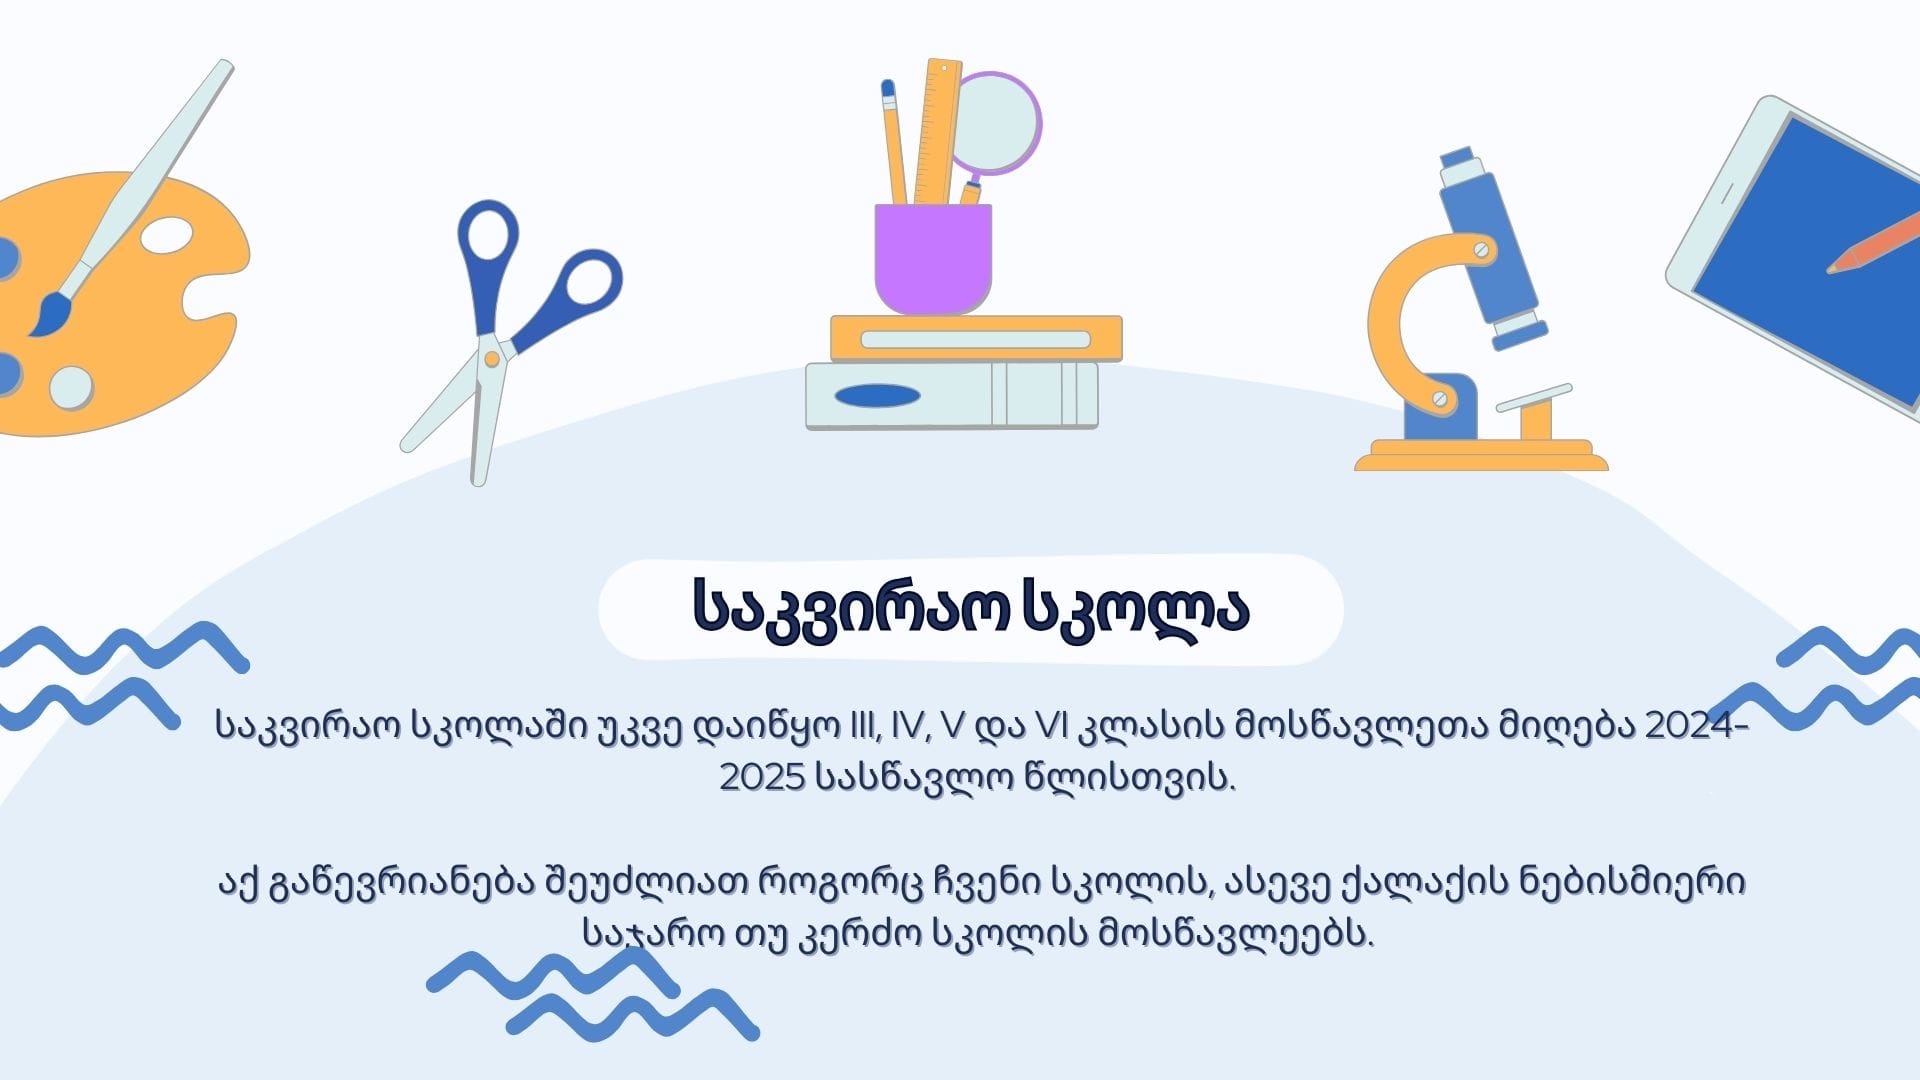 საკვირაო სკოლა
საკვირაო სკოლაში უკვე დაიწყო III, IV, V და VI კლასის მოსწავლეთა მიღება 2024-
2025 სასწავლო წლისთვის.
აქ გაწევრიანება შეუძლიათ როგორც ჩვენი სკოლის, ასევე ქალაქის ნებისმიერი
საჯარო თუ კერძო სკოლის მოსწავლეებს.